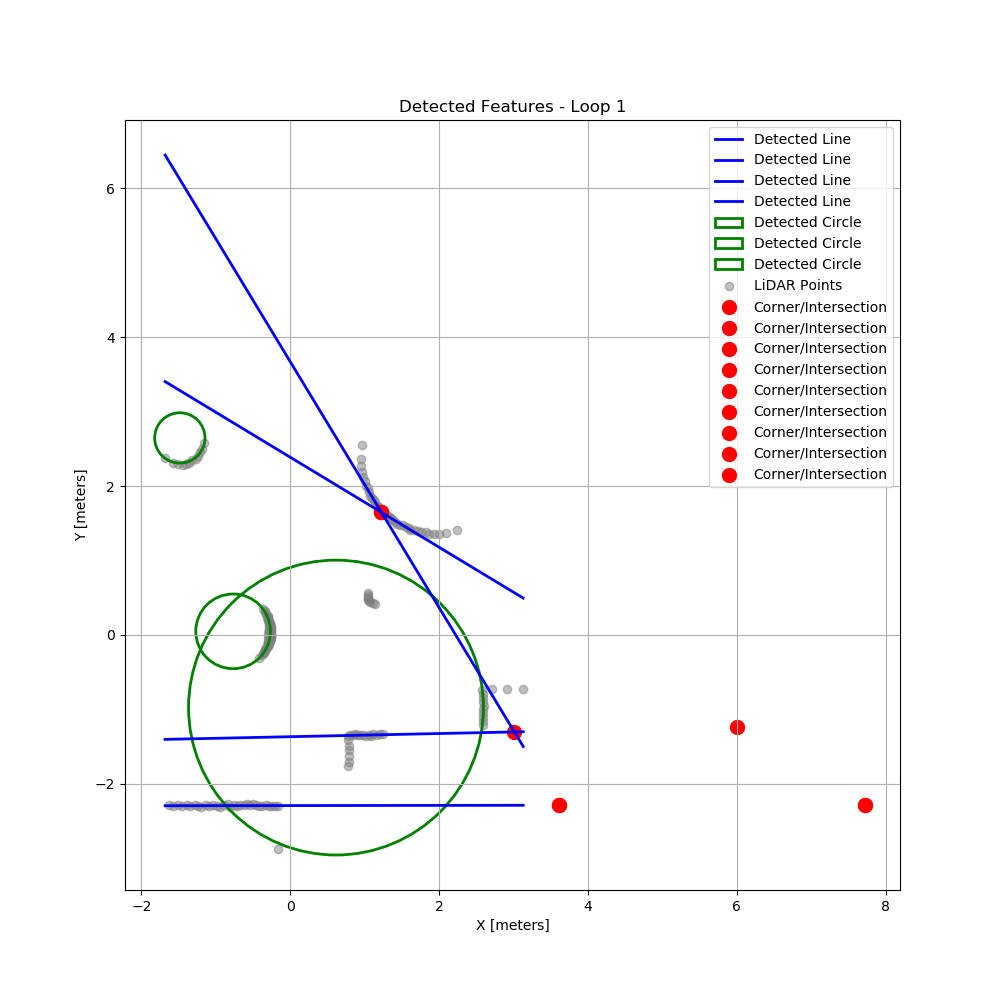 Detected Features - Loop 1
Detected Line
Detected Line
Detected Line
Detected Line
Detected Circle
Detected Circle
Detected Circle
LiDAR Points
Corner/Intersection
Corner/Intersection
Corner/Intersection
Corner/Intersection
Corner/Intersection
Corner/Intersection
Corner/Intersection
Corner/Intersection
Corner/Intersection
6
4
2
0
−2
Y [meters]
−2 0 2 4 6 8
X [meters]